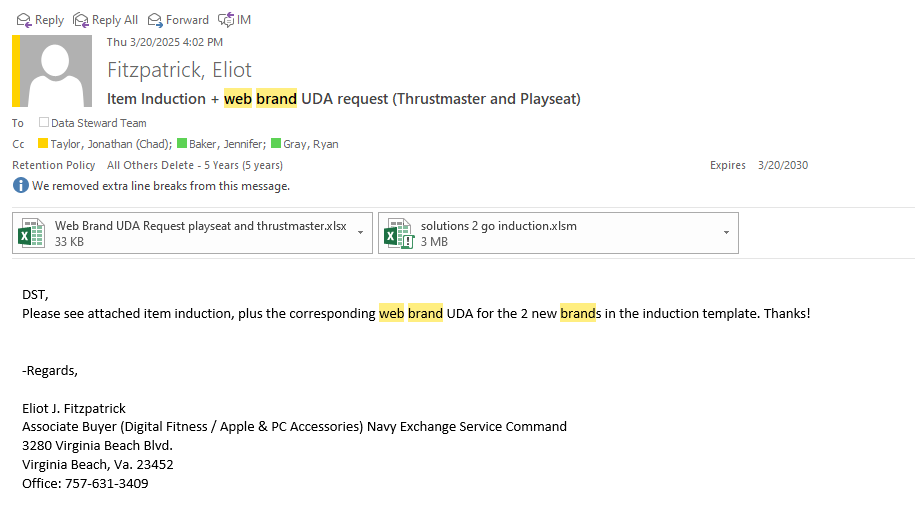 Reply Reply All Forward IM
Thu 3/20/2025 4:02 PM
Fitzpatrick, Eliot
Item Induction + web brand UDA request (Thrustmaster and Playseat)
To Data Steward Team
Cc Taylor, Jonathan (Chad); Baker, Jennifer; Gray, Ryan
Retention Policy All Others Delete - 5 Years (5 years) Expires 3/20/2030
We removed extra line breaks from this message.
Web Brand UDA Request playseat and thrustmaster.xlsx
33 KB
solutions 2 go induction.xlsm
3 MB
DST,
Please see attached item induction, plus the corresponding web brand UDA for the 2 new brands in the induction template. Thanks!
-Regards,
Eliot J. Fitzpatrick
Associate Buyer (Digital Fitness / Apple & PC Accessories) Navy Exchange Service Command
3280 Virginia Beach Blvd.
Virginia Beach, Va. 23452
Office: 757-631-3409